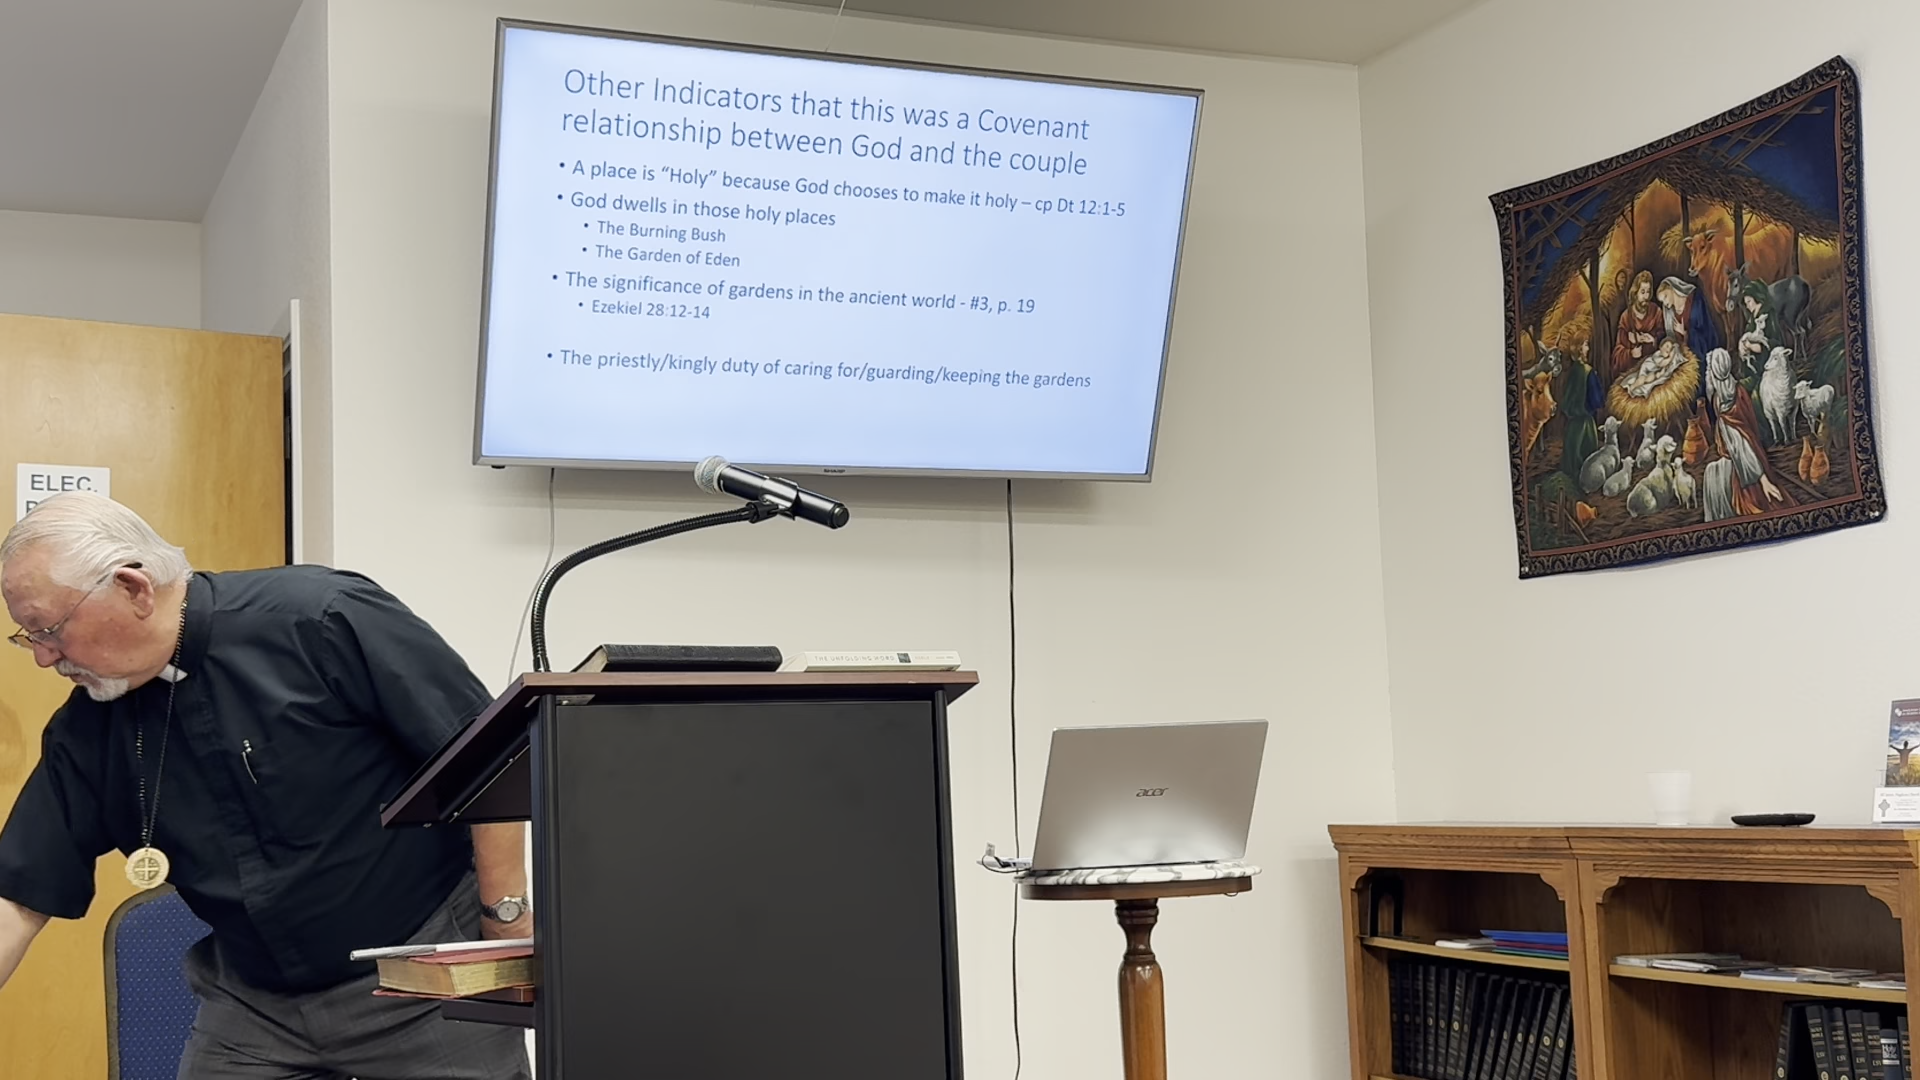 Other Indicators that this was a Covenant
relationship between God and the couple
• A place is “Holy” because God chooses to make it holy – cp Dt 12:1-5
• God dwells in those holy places
• The Burning Bush
• The Garden of Eden
• The significance of gardens in the ancient world - #3, p. 19
• Ezekiel 28:12-14
• The priestly/kingly duty of caring for/guarding/keeping the gardens
SHARP
ELEC.
THE UNFOLDING WORD
acer